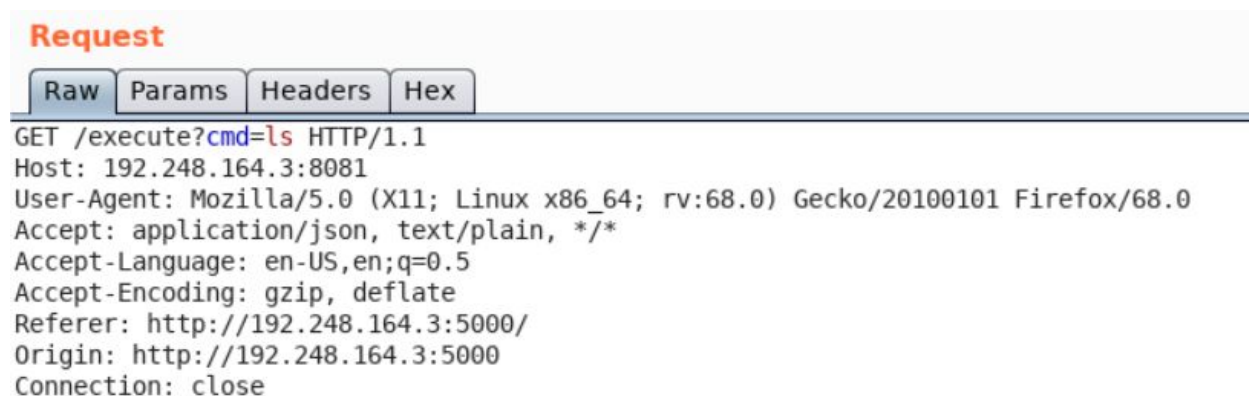 Request
Raw Params Headers Hex
GET /execute?cmd=ls HTTP/1.1
Host: 192.248.164.3:8081
User-Agent: Mozilla/5.0 (X11; Linux x86_64; rv:68.0) Gecko/20100101 Firefox/68.0
Accept: application/json, text/plain, */*
Accept-Language: en-US,en;q=0.5
Accept-Encoding: gzip, deflate
Referer: http://192.248.164.3:5000/
Origin: http://192.248.164.3:5000
Connection: close